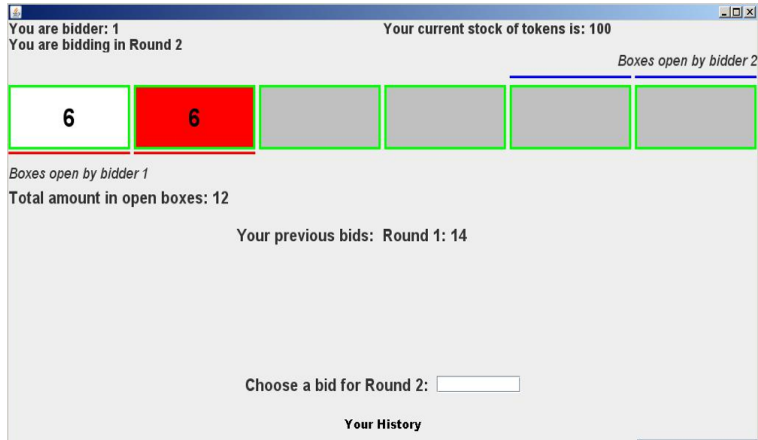 You are bidder: 1
Your current stock of tokens is: 100
You are bidding in Round 2
Boxes open by bidder 2
6
6
Boxes open by bidder 1
Total amount in open boxes: 12
Your previous bids: Round 1: 14
Choose a bid for Round 2:
Your History